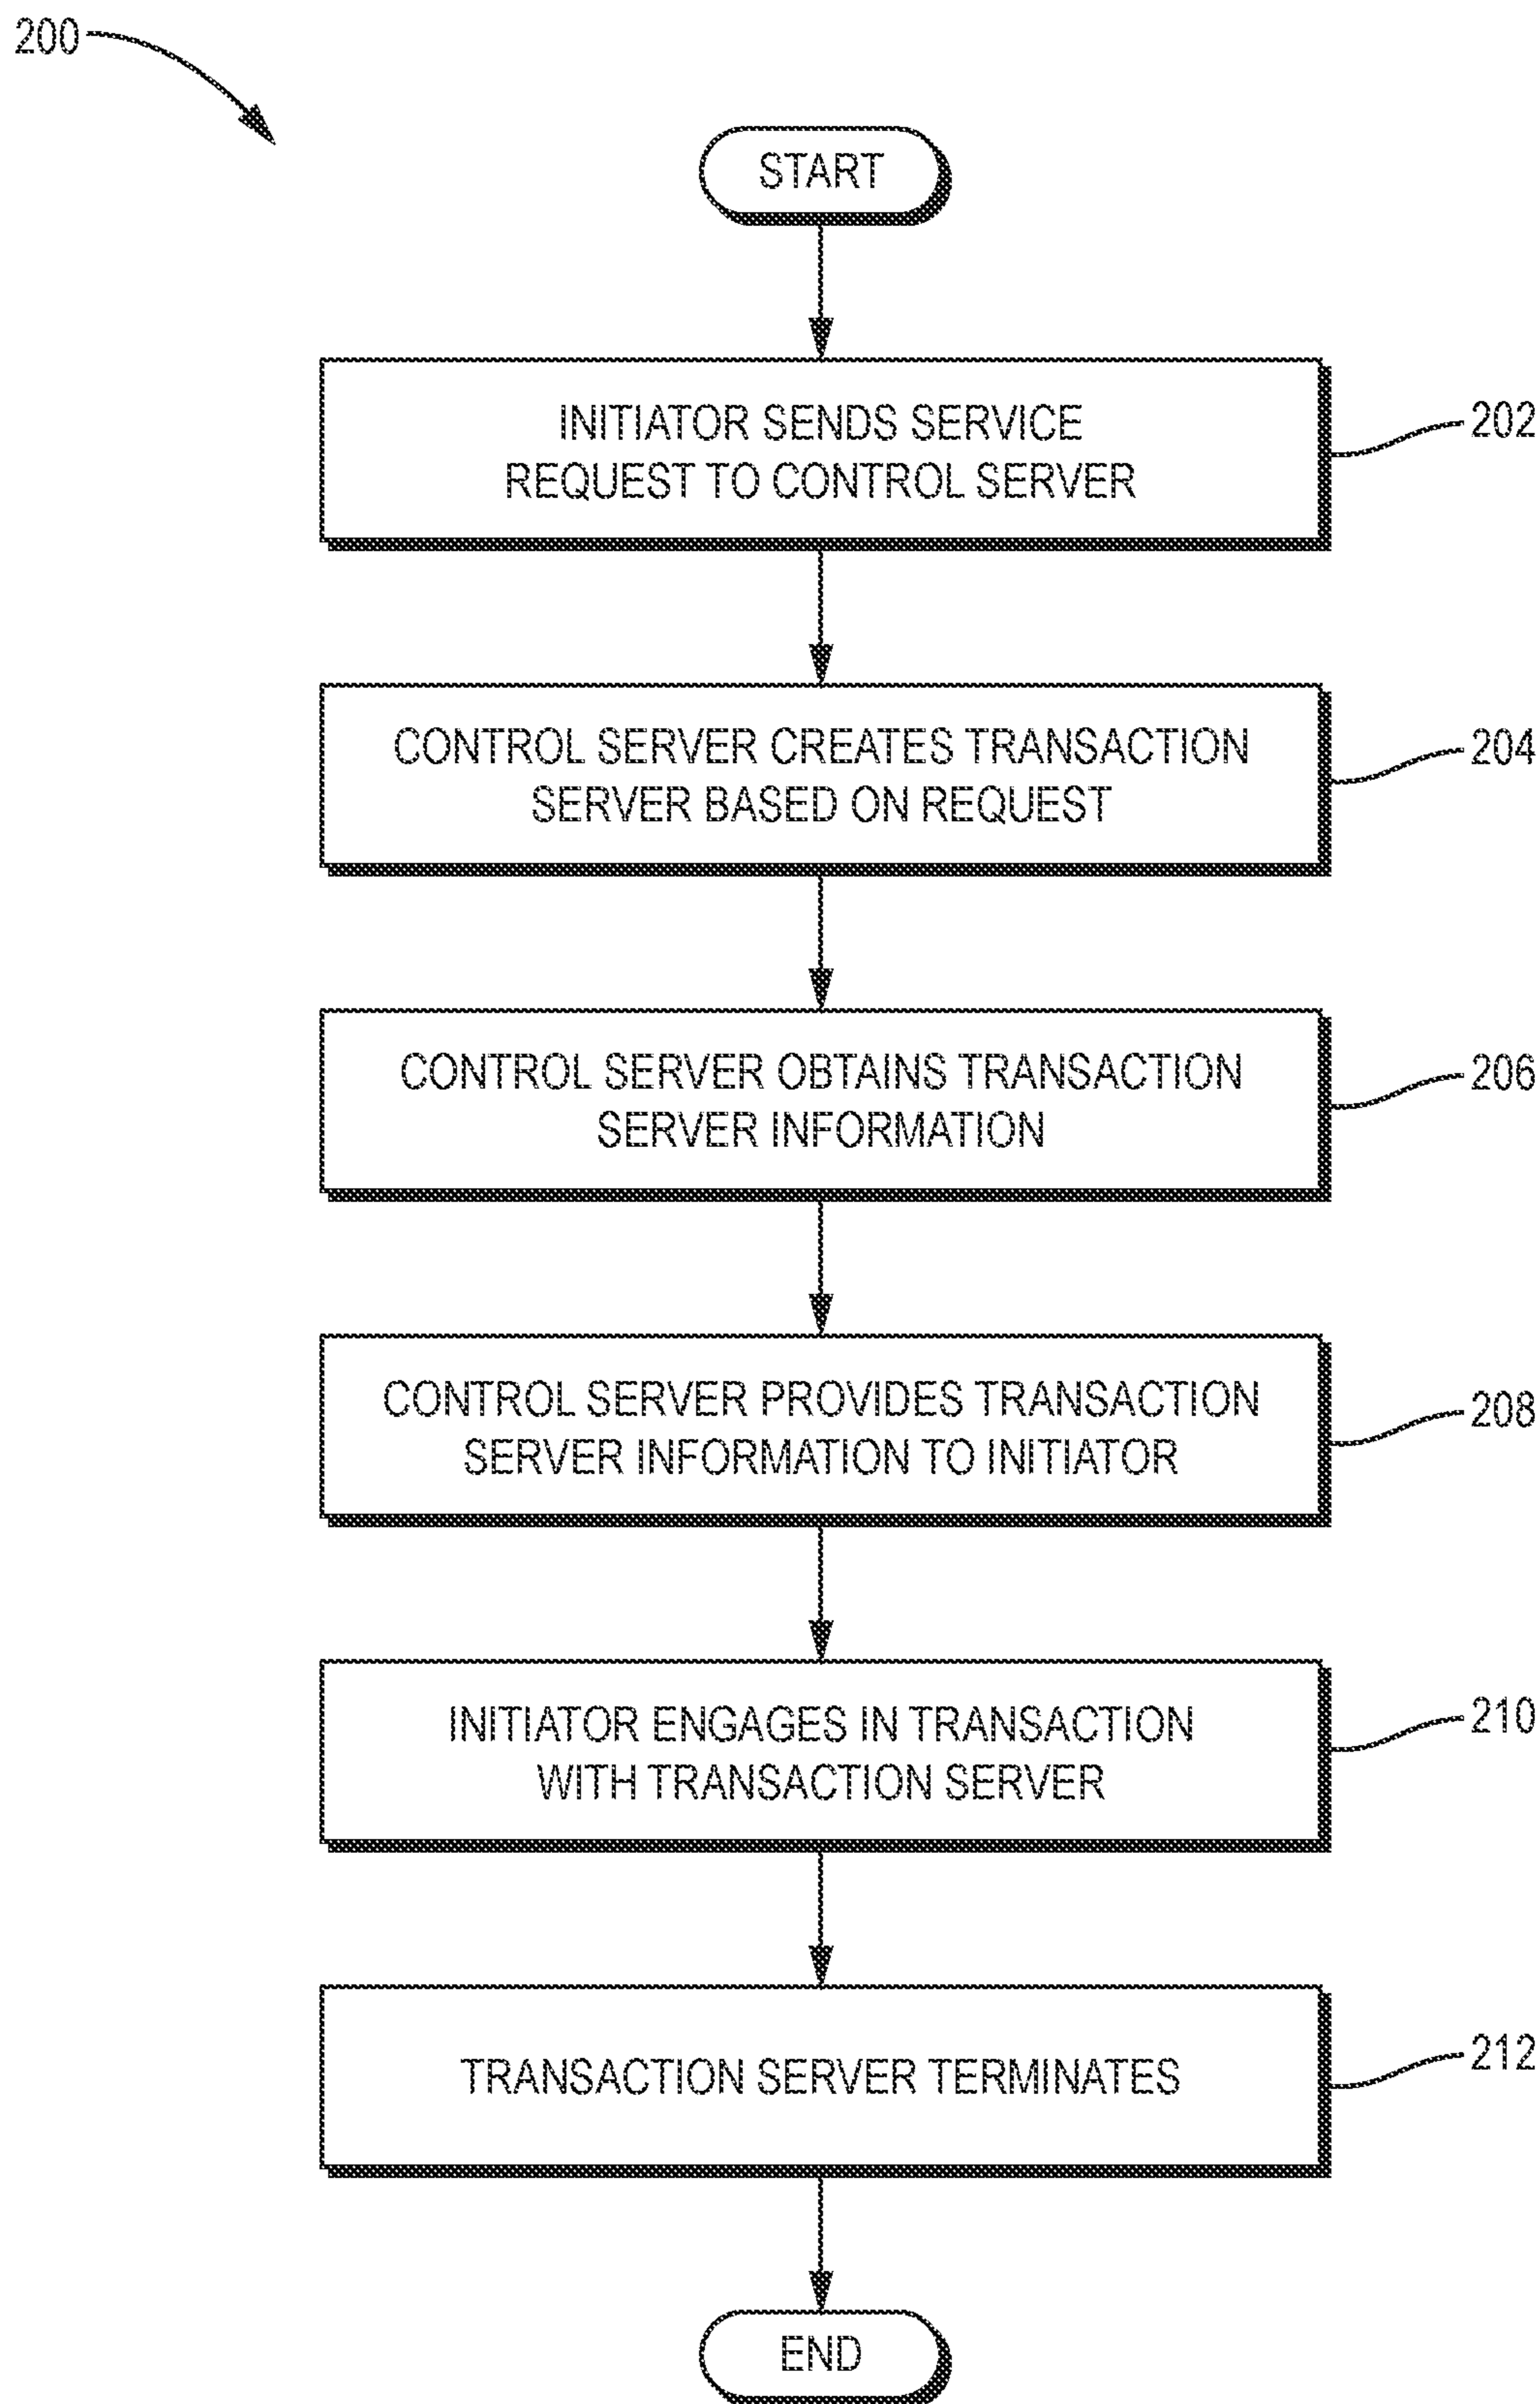 200
START
INITIATOR SENDS SERVICE
REQUEST TO CONTROL SERVER
202
CONTROL SERVER CREATES TRANSACTION
SERVER BASED ON REQUEST
204
CONTROL SERVER OBTAINS TRANSACTION
SERVER INFORMATION
206
CONTROL SERVER PROVIDES TRANSACTION
SERVER INFORMATION TO INITIATOR
208
INITIATOR ENGAGES IN TRANSACTION
WITH TRANSACTION SERVER
210
TRANSACTION SERVER TERMINATES
212
END